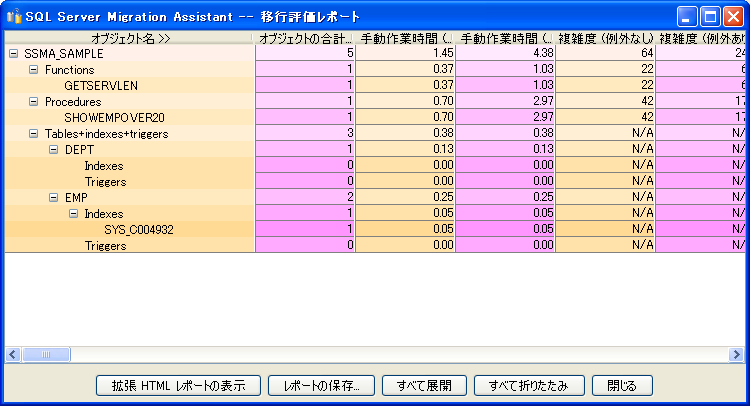 SQL Server Migration Assistant -- 移行評価レポート
オブジェクト名 >> オブジェクトの合計... 手動作業時間 (... 手動作業時間 (... 複雑度 (例外なし) 複雑度 (例外あり
SSMA_SAMPLE 5 1.45 4.38 64 24
Functions 1 0.37 1.03 22 6
GETSERVLEN 1 0.37 1.03 22 6
Procedures 1 0.70 2.97 42 17
SHOWEMPOVER20 1 0.70 2.97 42 17
Tables+indexes+triggers 3 0.38 0.38 N/A N/
DEPT 1 0.13 0.13 N/A N/
Indexes 0 0.00 0.00 N/A N/
Triggers 0 0.00 0.00 N/A N/
EMP 2 0.25 0.25 N/A N/
Indexes 1 0.05 0.05 N/A N/
SYS_C004932 1 0.05 0.05 N/A N/
Triggers 0 0.00 0.00 N/A N/
拡張 HTML レポートの表示 レポートの保存... すべて展開 すべて折りたたみ 閉じる